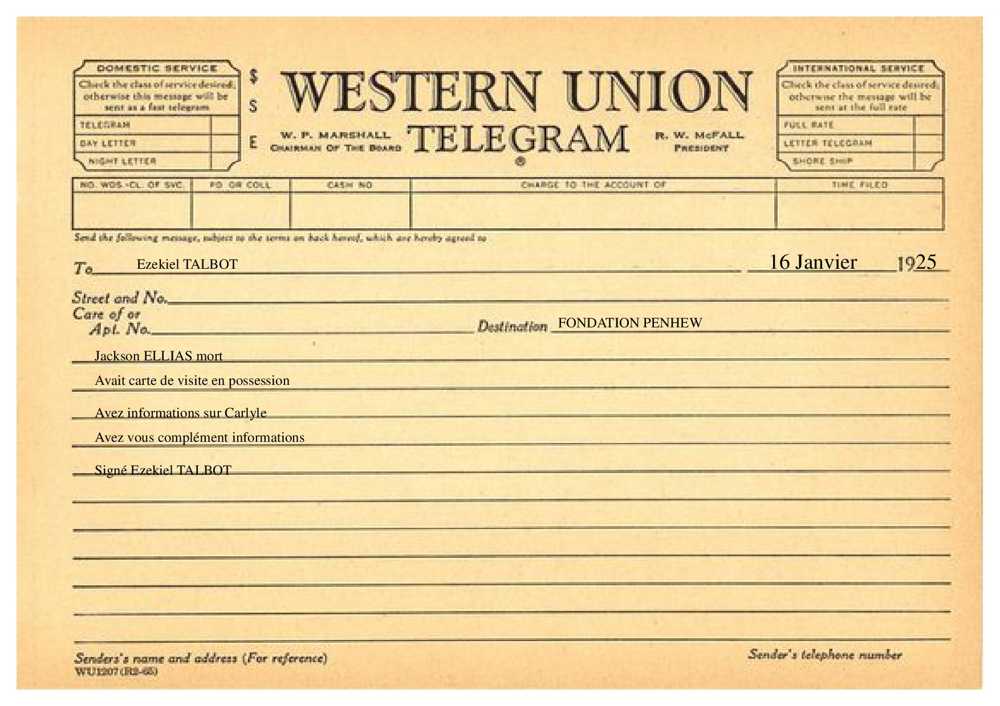 DOMESTIC SERVICE
Check the class of service desired;
otherwise this message will be
sent as a fast telegram
TELEGRAM
DAY LETTER
NIGHT LETTER
$
S
E
WESTERN UNION
TELEGRAM
®
W. P. MARSHALL
CHAIRMAN OF THE BOARD
R. W. McFALL
PRESIDENT
INTERNATIONAL SERVICE
Check the class of service desired;
otherwise the message will be
sent at the full rate
FULL RATE
LETTER TELEGRAM
SHORE SHIP
NO. WDS.-CL. OF SVC. PD. OR COLL CASH NO CHARGE TO THE ACCOUNT OF TIME FILED
Send the following message, subject to the terms on back hereof, which are hereby agreed to
To Ezekiel TALBOT 16 Janvier 1925
Street and No.
Care of or
Apt. No. Destination FONDATION PENHEW
Jackson ELLIAS mort
Avait carte de visite en possession
Avez informations sur Carlyle
Avez vous complément informations
Signé Ezekiel TALBOT
Senders's name and address (For reference) Sender's telephone number
WU1207 (R2-65)